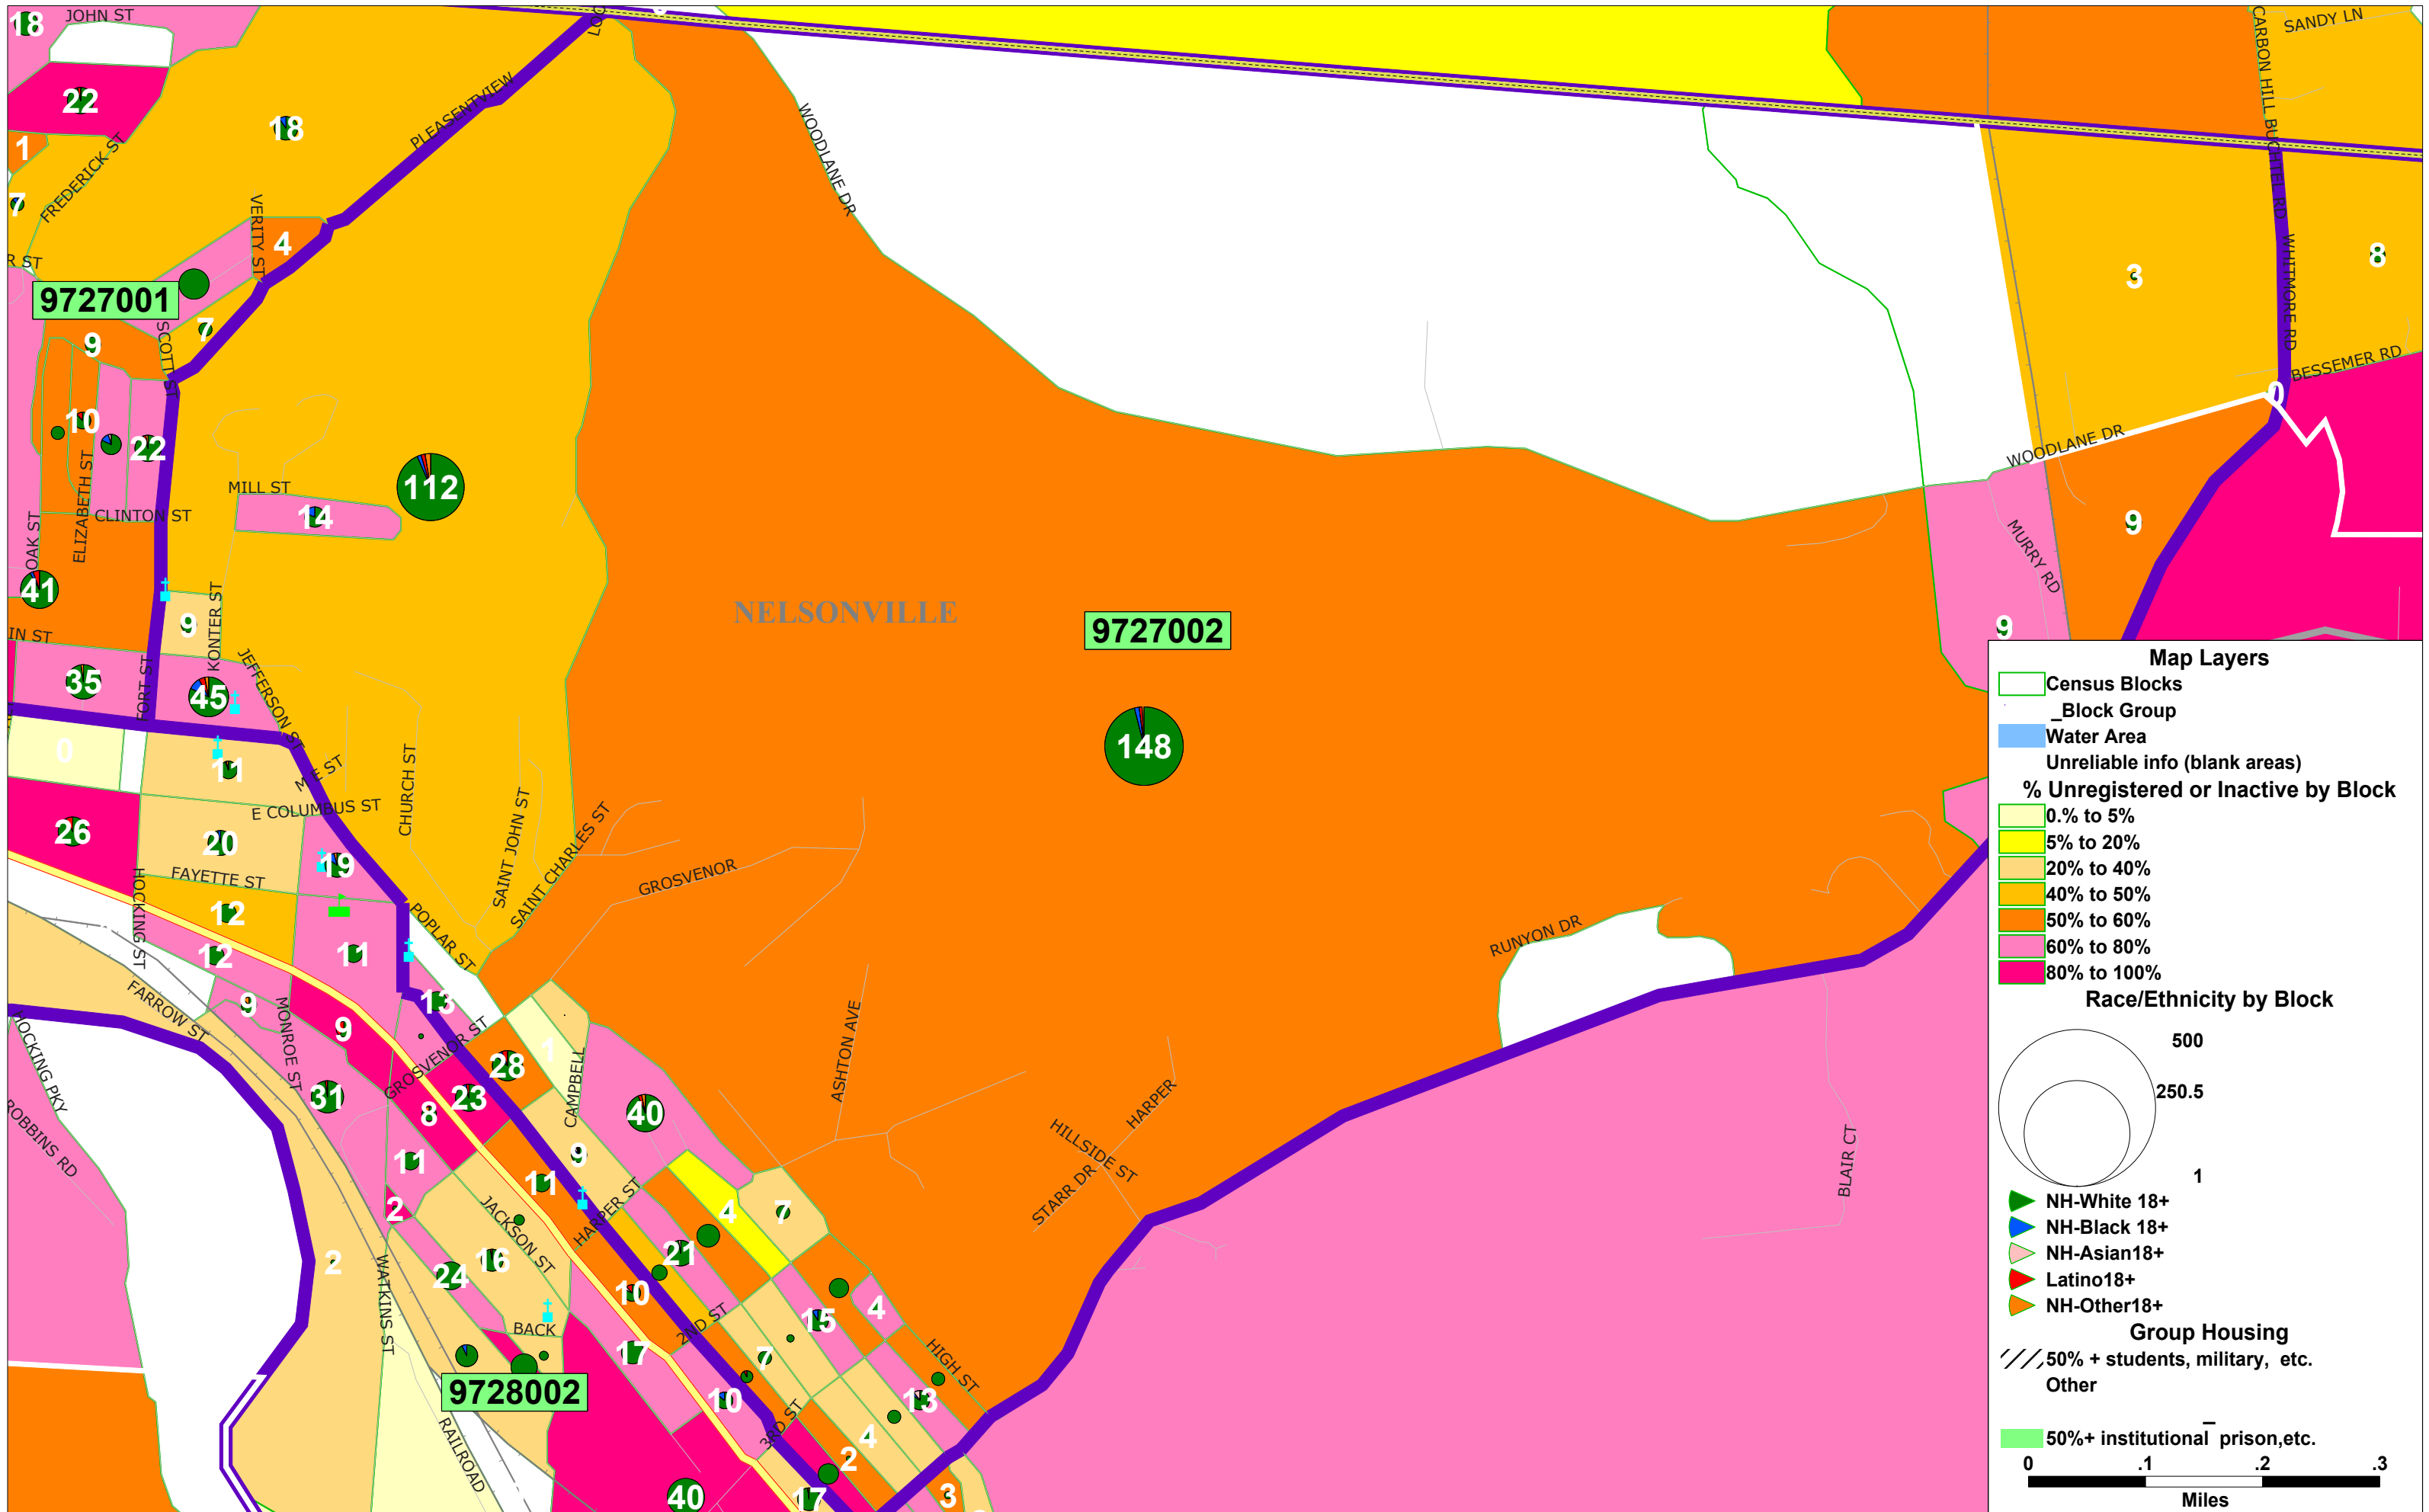 JOHN ST
18
22
1
7
FREDERICK ST
18
PLEASENTVIEW
LOC
WOODLANE DR
CARBON HILL BUCHTEL RD
SANDY LN
VERITY ST
4
R ST
9727001
7
SCOTT ST
9
10
22
ELIZABETH ST
OAK ST
CLINTON ST
MILL ST
14
112
41
9
KONTER ST
IN ST
35
FORT ST
45
JEFFERSON ST
NELSONVILLE
9727002
148
3
8
WHITMORE RD
BESSEMER RD
0
WOODLANE DR
9
MURRY RD
9
0
11
M E ST
E COLUMBUS ST
CHURCH ST
SAINT JOHN ST
SAINT CHARLES ST
26
20
19
FAYETTE ST
HOCKING ST
12
12
11
POPLAR ST
13
GROSVENOR
RUNYON DR
FARROW ST
9
MONROE ST
9
GROSVENOR ST
28
1
CAMPBELL
ASHTON AVE
HOCKING PKY
ROBBINS RD
31
8
23
40
9
11
11
2
HARPER ST
JACKSON ST
HILLSIDE ST
HARPER
STARR DR
BLAIR CT
2
WATKINS ST
24
16
4
7
21
10
2ND ST
15
4
BACK
17
7
HIGH ST
9728002
10
13
3RD ST
4
2
RAILROAD
40
17
3
Map Layers
Census Blocks
_Block Group
Water Area
Unreliable info (blank areas)
% Unregistered or Inactive by Block
0.% to 5%
5% to 20%
20% to 40%
40% to 50%
50% to 60%
60% to 80%
80% to 100%
Race/Ethnicity by Block
500
250.5
1
NH-White 18+
NH-Black 18+
NH-Asian18+
Latino18+
NH-Other18+
Group Housing
50% + students, military, etc.
Other
_
50%+ institutional prison,etc.
0 .1 .2 .3
Miles